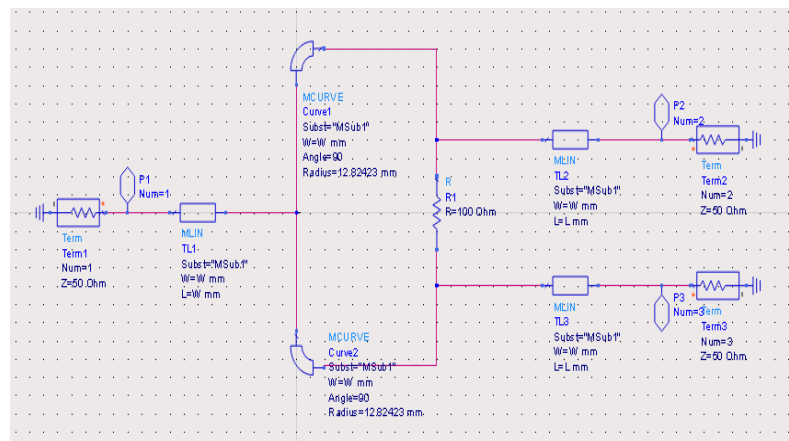 MCURVE
Curve1
Subst="MSub1"
W=W mm
Angle=90
Radius=12.82423 mm
P1
Num=1
Term
Term1
Num=1
Z=50 Ohm
MLIN
TL1
Subst="MSub1"
W=W mm
L=W mm
R
R1
R=100 Ohm
MLIN
TL2
Subst="MSub1"
W=W mm
L=L mm
P2
Num=2
Term
Term2
Num=2
Z=50 Ohm
MCURVE
Curve2
Subst="MSub1"
W=W mm
Angle=90
Radius=12.82423 mm
MLIN
TL3
Subst="MSub1"
W=W mm
L=L mm
P3
Num=3
Term
Term3
Num=3
Z=50 Ohm